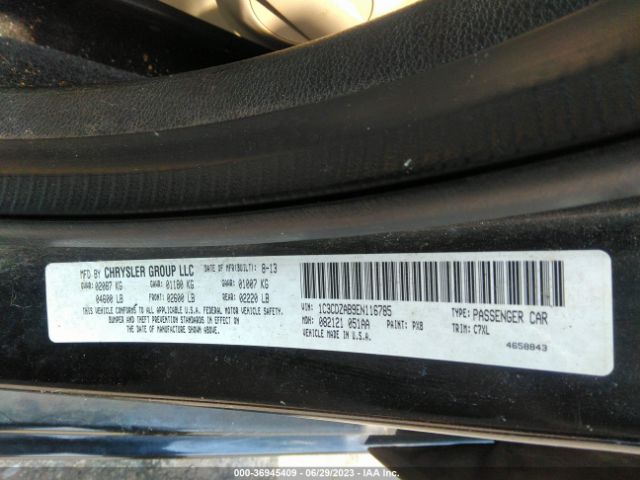 MFD BY CHRYSLER GROUP LLC DATE OF MFR(BUILT): 8-13
GVWR: 02087 KG GAWR: 01180 KG GAWR: 01007 KG
04600 LB FRONT: 02600 LB REAR: 02220 LB
THIS VEHICLE CONFORMS TO ALL APPLICABLE U.S.A. FEDERAL MOTOR VEHICLE SAFETY,
BUMPER AND THEFT PREVENTION STANDARDS IN EFFECT ON
THE DATE OF MANUFACTURE SHOWN ABOVE.
VIN: 1C3CDZAB9EN116785 TYPE: PASSENGER CAR
MDH: 082121 051AA PAINT: PX8 TRIM: C7XL
VEHICLE MADE IN U.S.A.
4658843
000-36945409 - 06/29/2023 - IAA Inc.